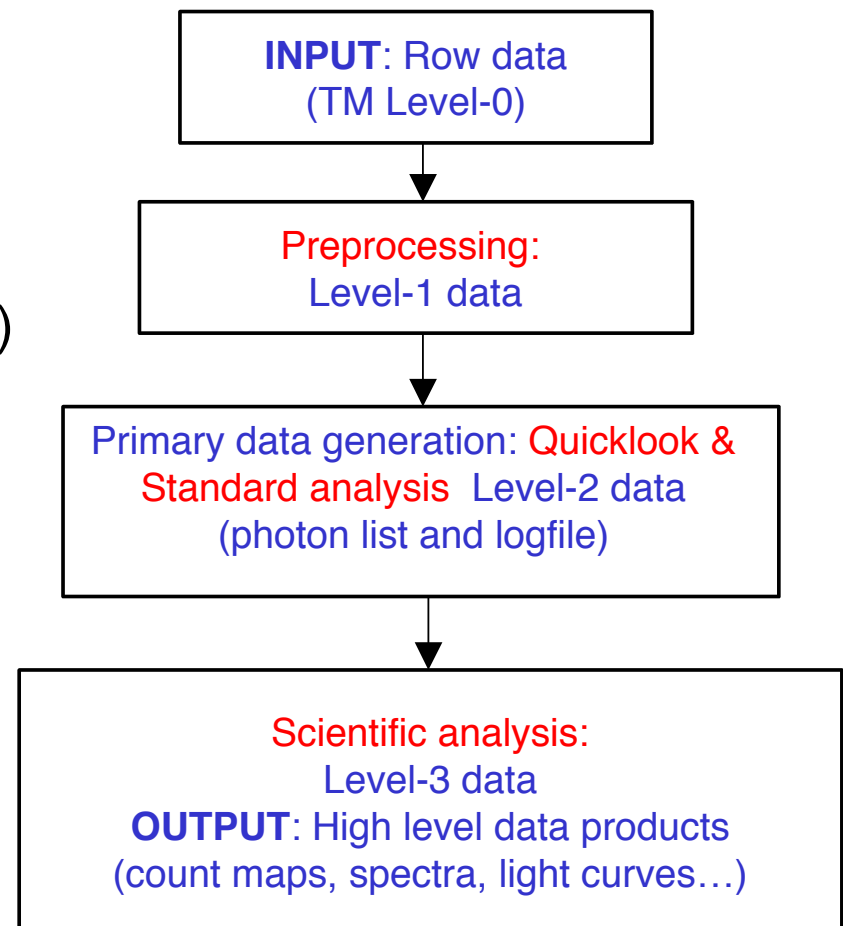 INPUT: Row data
(TM Level-0)
Preprocessing:
Level-1 data
)
Primary data generation: Quicklook &
Standard analysis Level-2 data
(photon list and logfile)
Scientific analysis:
Level-3 data
OUTPUT: High level data products
(count maps, spectra, light curves…)